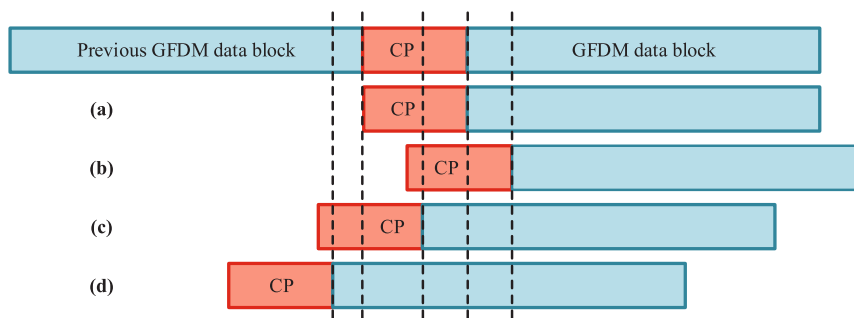 Previous GFDM data block CP GFDM data block
(a) CP
(b) CP
(c) CP
(d) CP